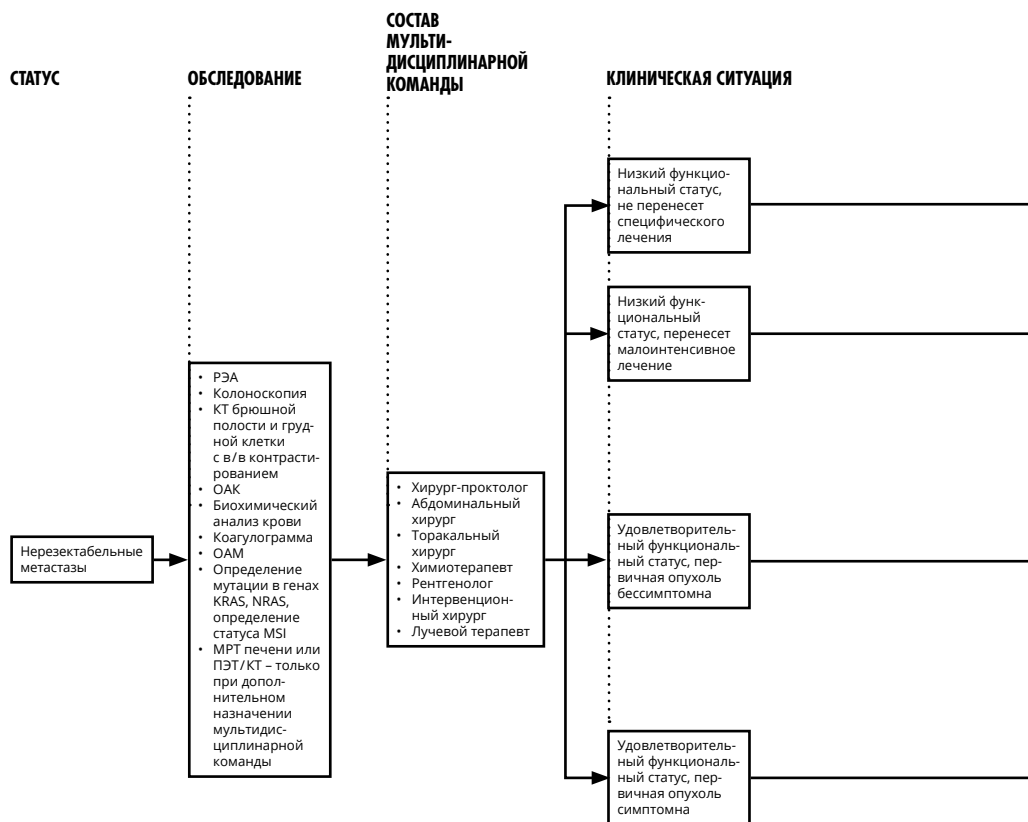 СТАТУС
ОБСЛЕДОВАНИЕ
СОСТАВ
МУЛЬТИ-
ДИСЦИПЛИНАРНОЙ
КОМАНДЫ
КЛИНИЧЕСКАЯ СИТУАЦИЯ
Нерезектабельные
метастазы
• РЭА
• Колоноскопия
• КТ брюшной
полости и груд-
ной клетки
с в/в контрасти-
рованием
• ОАК
• Биохимический
анализ крови
• Коагулограмма
• ОАМ
• Определение
мутации в генах
KRAS, NRAS,
определение
статуса MSI
• МРТ печени или
ПЭТ/КТ – только
при допол-
нительном
назначении
мультидис-
циплинарной
команды
• Хирург-проктолог
• Абдоминальный
хирург
• Торакальный
хирург
• Химиотерапевт
• Рентгенолог
• Интервенцион-
ный хирург
• Лучевой терапевт
Низкий функцио-
нальный статус,
не перенесет
специфического
лечения
Низкий функ-
циональный
статус, перенесет
малоинтенсивное
лечение
Удовлетворитель-
ный функциональ-
ный статус, пер-
вичная опухоль
бессимптомна
Удовлетворитель-
ный функциональ-
ный статус, пер-
вичная опухоль
симптомна